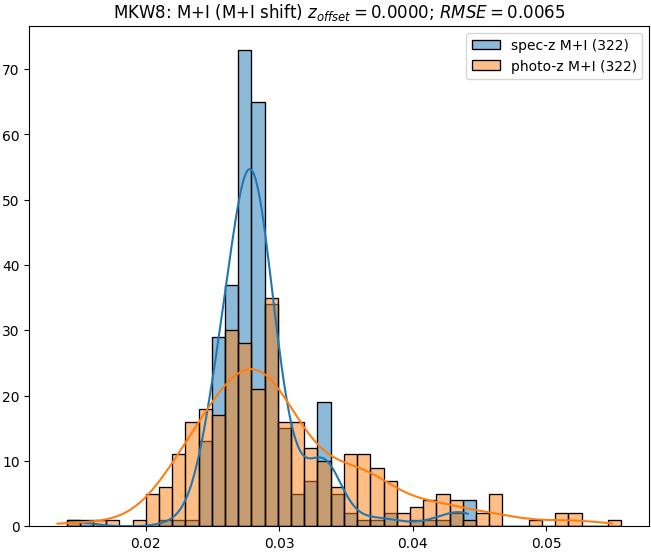 MKW8: M+I (M+I shift) z_offset = 0.0000; RMSE = 0.0065
spec-z M+I (322)
photo-z M+I (322)
70
60
50
40
30
20
10
0
0.02 0.03 0.04 0.05